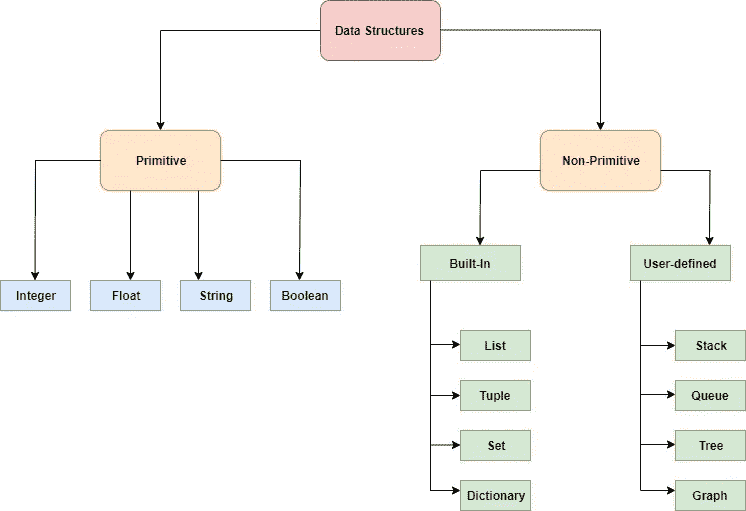 Data Structures
Primitive
Non-Primitive
Built-In
User-defined
Integer
Float
String
Boolean
List
Stack
Tuple
Queue
Set
Tree
Dictionary
Graph